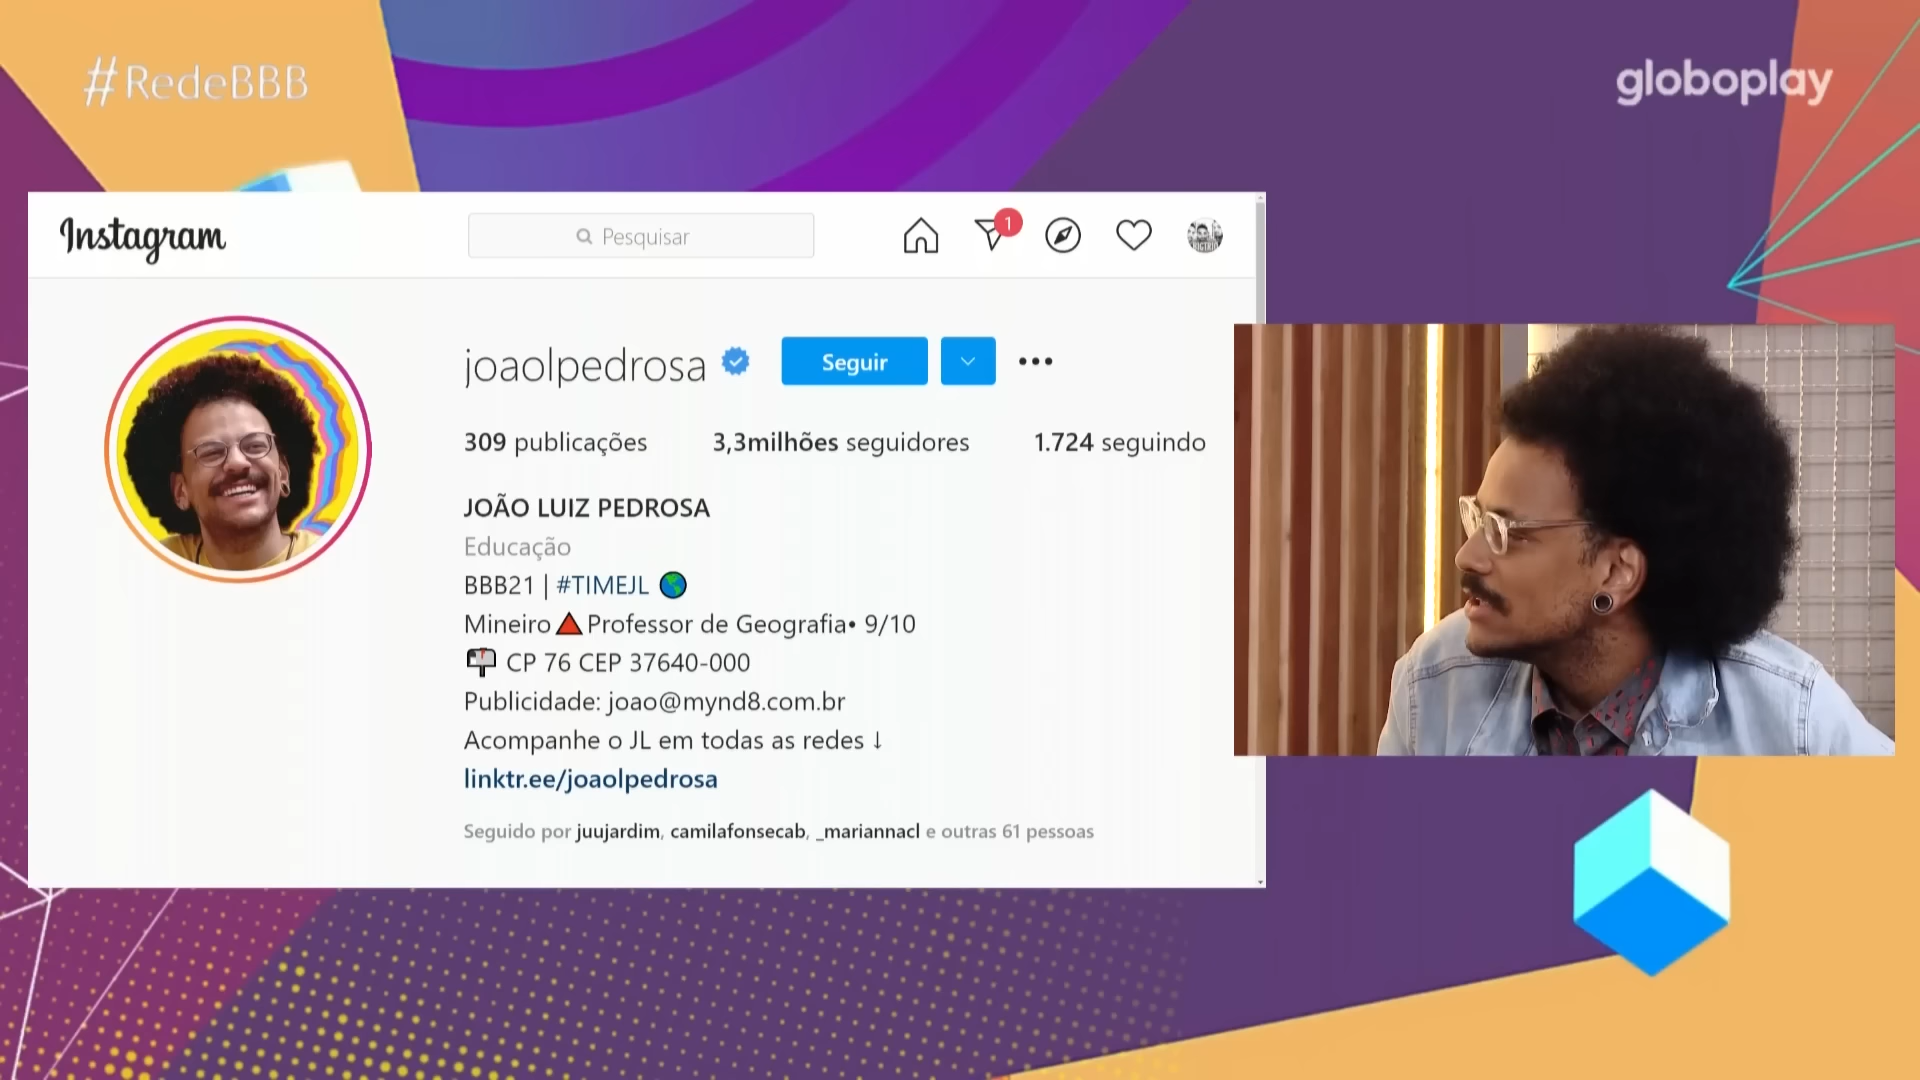 #RedeBBB
globoplay
Instagram
Pesquisar
1
joaolpedrosa
Seguir
309 publicações 3,3milhões seguidores 1.724 seguindo
JOÃO LUIZ PEDROSA
Educação
BBB21 | #TIMEJL 🌎
Mineiro🔺Professor de Geografia• 9/10
📬 CP 76 CEP 37640-000
Publicidade: joao@mynd8.com.br
Acompanhe o JL em todas as redes ↓
linktr.ee/joaolpedrosa
Seguido por juujardim, camilafonsecab, _mariannacl e outras 61 pessoas